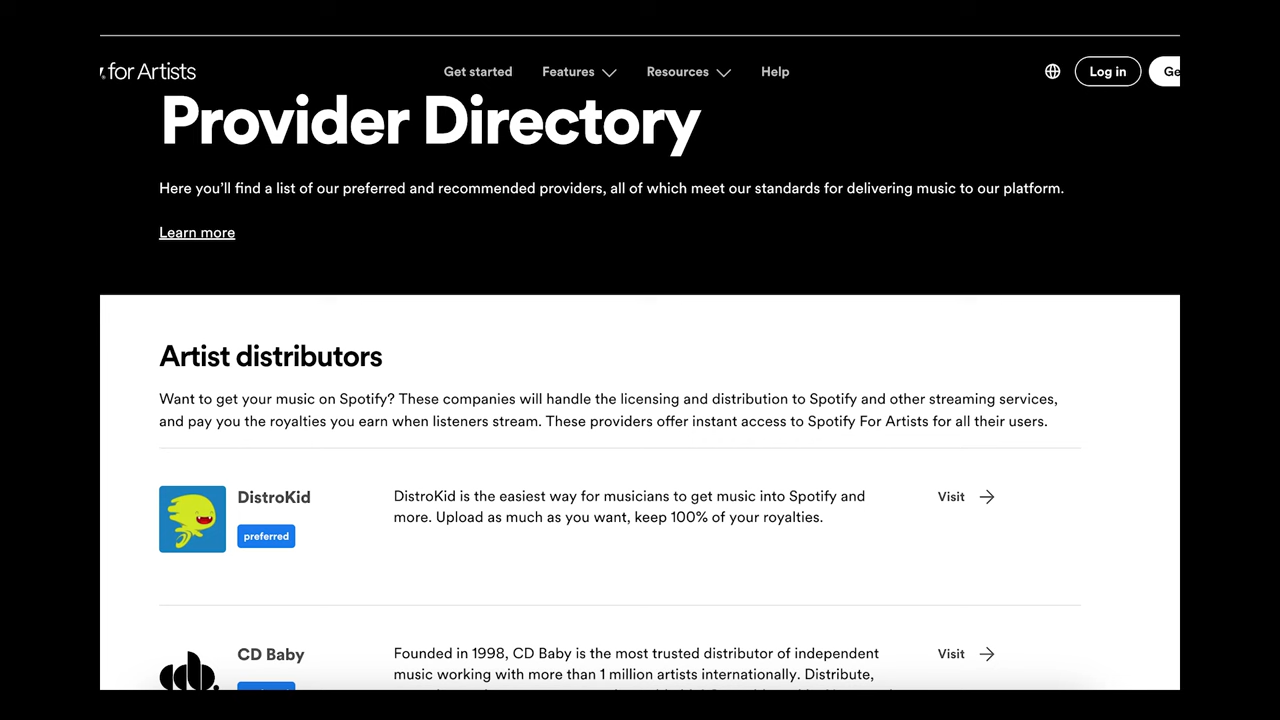 for Artists
Get started
Features
Resources
Help
Log in
Provider Directory
Here you'll find a list of our preferred and recommended providers, all of which meet our standards for delivering music to our platform.
Learn more
Artist distributors
Want to get your music on Spotify? These companies will handle the licensing and distribution to Spotify and other streaming services,
and pay you the royalties you earn when listeners stream. These providers offer instant access to Spotify For Artists for all their users.
DistroKid
preferred
DistroKid is the easiest way for musicians to get music into Spotify and
more. Upload as much as you want, keep 100% of your royalties.
Visit
CD Baby
Founded in 1998, CD Baby is the most trusted distributor of independent
music working with more than 1 million artists internationally. Distribute,
Visit